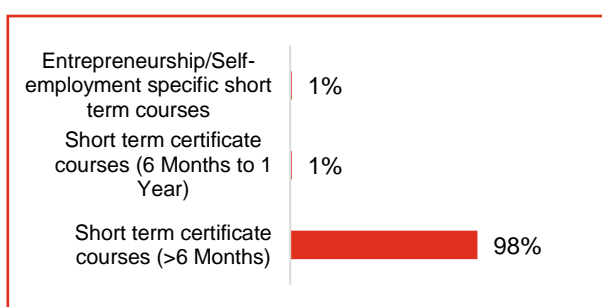 Entrepreneurship/Self-
employment specific short
term courses
1%
Short term certificate
courses (6 Months to 1
Year)
1%
Short term certificate
courses (>6 Months)
98%